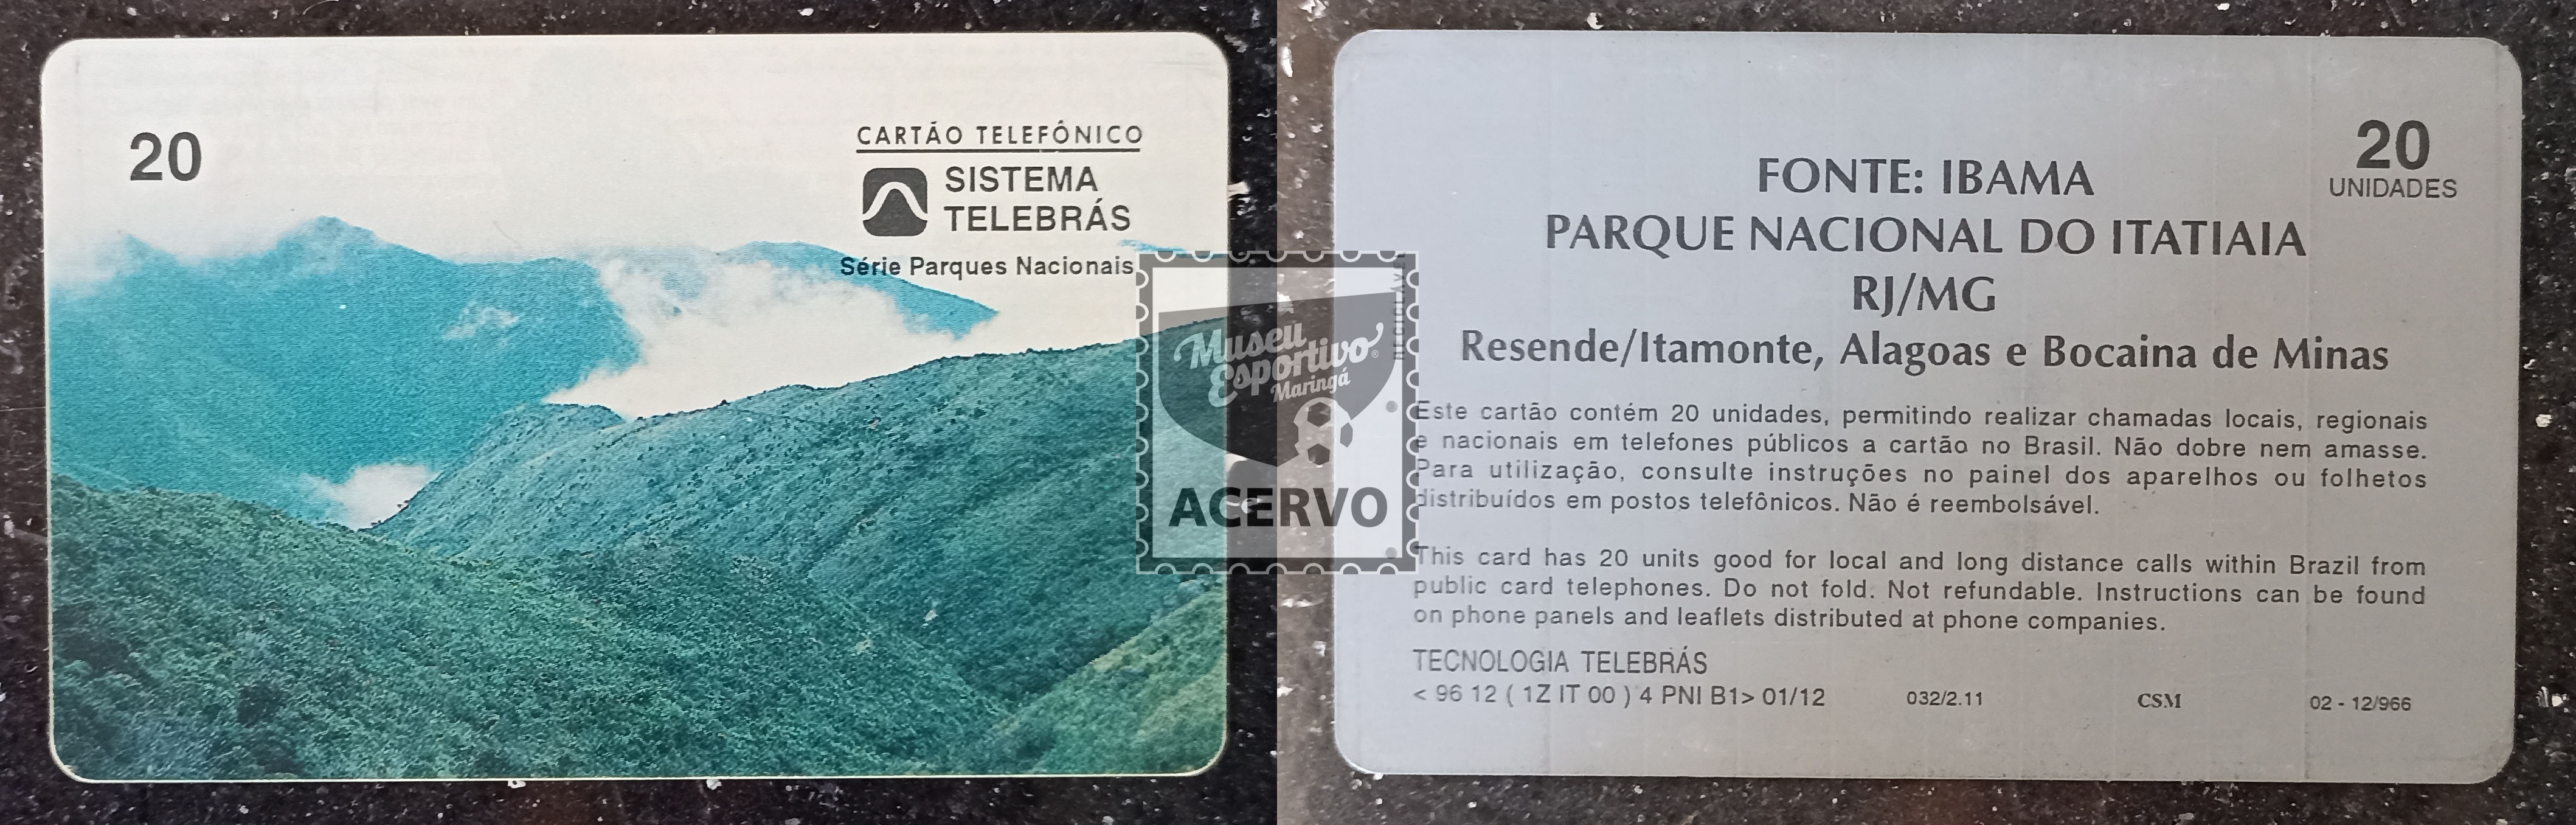 20
CARTÃO TELEFÔNICO
SISTEMA
TELEBRÁS
Série Parques Nacionais
Museu
Esportivo
Maringá
ACERVO
20
UNIDADES
FONTE: IBAMA
PARQUE NACIONAL DO ITATIAIA
RJ/MG
Resende/Itamonte, Alagoas e Bocaina de Minas
Este cartão contém 20 unidades, permitindo realizar chamadas locais, regionais
e nacionais em telefones públicos a cartão no Brasil. Não dobre nem amasse.
Para utilização, consulte instruções no painel dos aparelhos ou folhetos
distribuídos em postos telefônicos. Não é reembolsável.
This card has 20 units good for local and long distance calls within Brazil from
public card telephones. Do not fold. Not refundable. Instructions can be found
on phone panels and leaflets distributed at phone companies.
TECNOLOGIA TELEBRÁS
< 96 12 ( 1Z IT 00 ) 4 PNI B1> 01/12 032/2.11 CSM 02 - 12/966